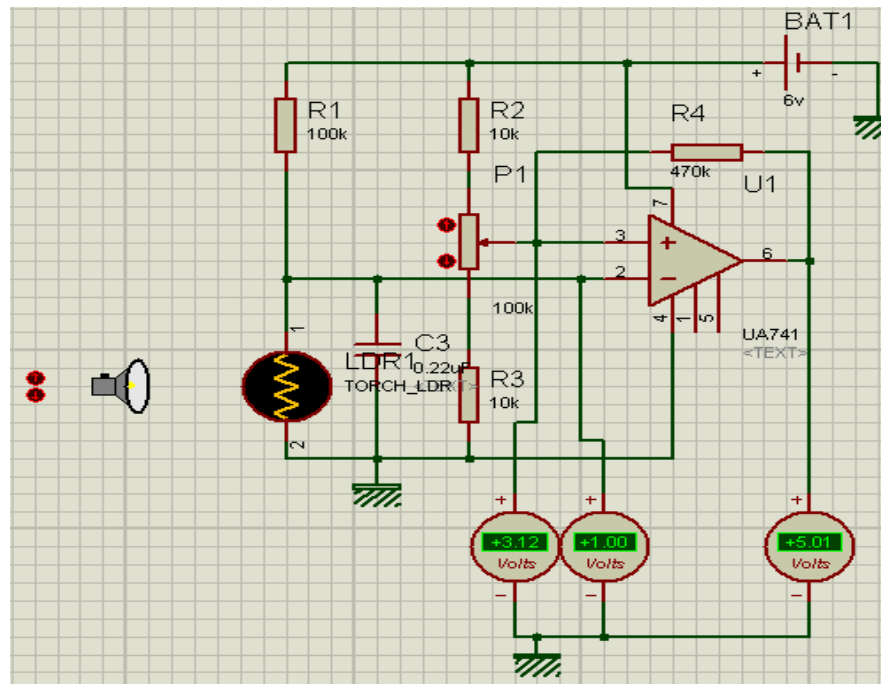 BAT1
+ -
6v
R1
100k
R2
10k
R4
470k
P1
U1
7
3
+
6
2
-
100k
4
1
5
UA741
<TEXT>
1
C3
LDR1
0.22u
TORCH_LDR
R3
10k
2
+ + +
+3.12 +1.00 +5.01
Volts Volts Volts
- - -